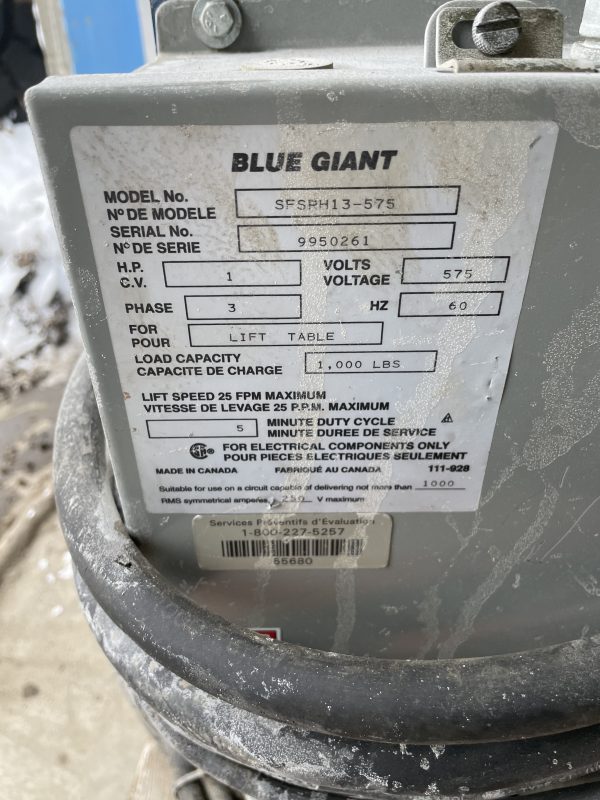 BLUE GIANT
MODEL No. SFSPH13-575
Nº DE MODELE
SERIAL No. 9950261
Nº DE SERIE
H.P. 1 VOLTS 575
C.V. VOLTAGE
PHASE 3 HZ 60
FOR LIFT TABLE
POUR
LOAD CAPACITY 1,000 LBS
CAPACITE DE CHARGE
LIFT SPEED 25 FPM MAXIMUM
VITESSE DE LEVAGE 25 P.P.M. MAXIMUM
5 MINUTE DUTY CYCLE
MINUTE DUREE DE SERVICE
FOR ELECTRICAL COMPONENTS ONLY
POUR PIECES ELECTRIQUES SEULEMENT
MADE IN CANADA FABRIQUÉ AU CANADA 111-928
Suitable for use on a circuit capable of delivering not more than 1000
RMS symmetrical amperes, 250 V maximum
Services Préventifs d'Evaluation
1-800-227-5257
55680